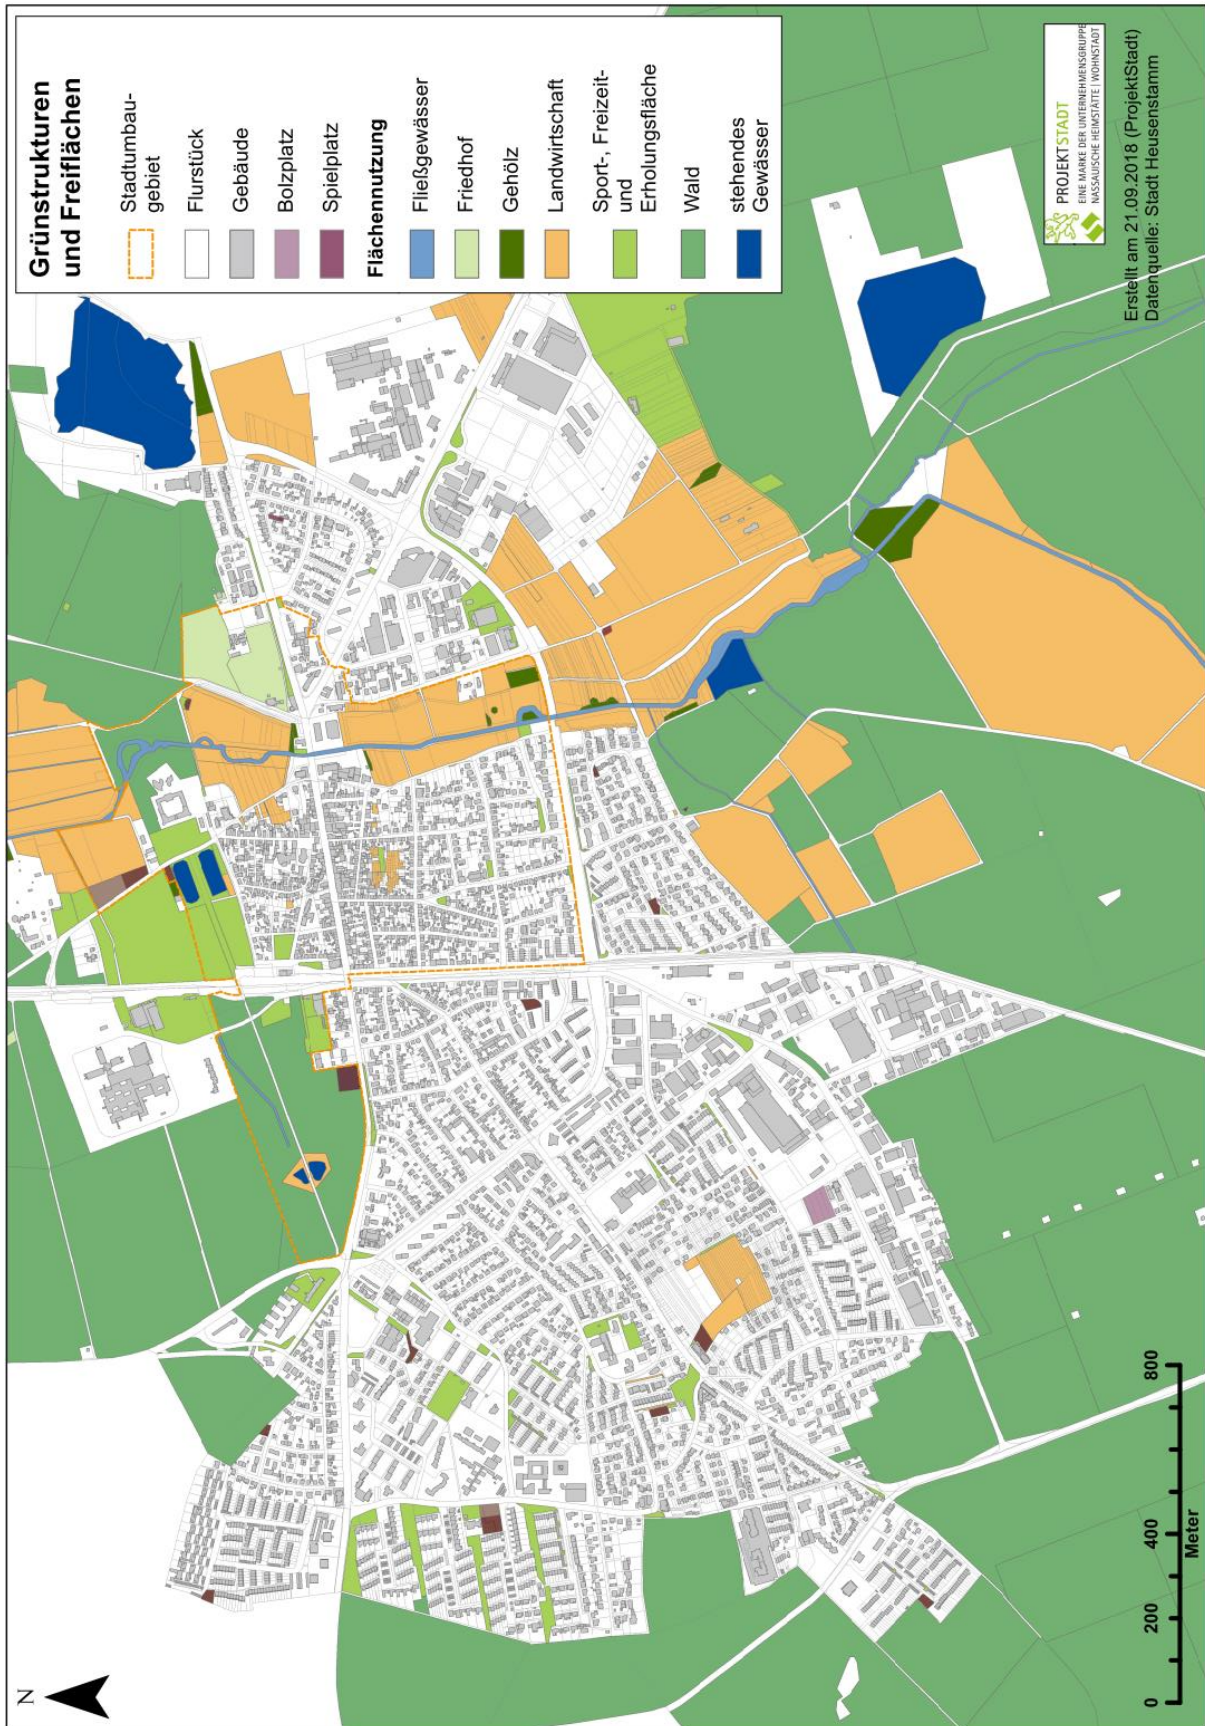 Grünstrukturen
und Freiflächen
Stadtumbau-
gebiet
Flurstück
Gebäude
Bolzplatz
Spielplatz
Flächennutzung
Fließgewässer
Friedhof
Gehölz
Landwirtschaft
Sport-, Freizeit-
und
Erholungsfläche
Wald
stehendes
Gewässer
PROJEKTSTADT
EINE MARKE DER UNTERNEHMENSGRUPPE
NASSAUISCHE HEIMSTÄTTE | WOHNSTADT
Erstellt am 21.09.2018 (ProjektStadt)
Datenquelle: Stadt Heusenstamm
N
0 200 400 800
Meter